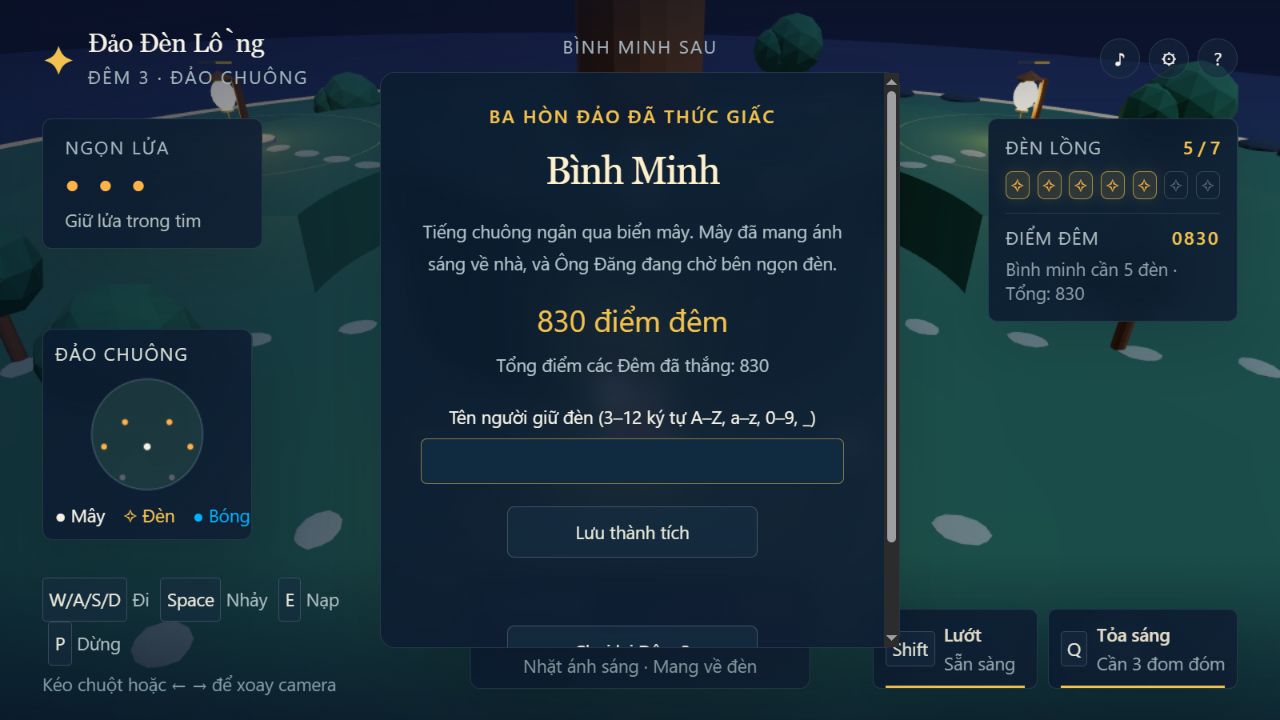 Đảo Đèn Lồng
ĐÊM 3 · ĐẢO CHUÔNG
BÌNH MINH SAU
♪
?
NGỌN LỬA
Giữ lửa trong tim
BA HÒN ĐẢO ĐÃ THỨC GIẤC
Bình Minh
Tiếng chuông ngân qua biển mây. Mây đã mang ánh
sáng về nhà, và Ông Đăng đang chờ bên ngọn đèn.
830 điểm đêm
Tổng điểm các Đêm đã thắng: 830
Tên người giữ đèn (3–12 ký tự A–Z, a–z, 0–9, _)
Lưu thành tích
ĐÈN LỒNG 5 / 7
ĐIỂM ĐÊM 0830
Bình minh cần 5 đèn ·
Tổng: 830
ĐẢO CHUÔNG
● Mây ✧ Đèn ● Bóng
W/A/S/D Đi Space Nhảy E Nạp
P Dừng
Kéo chuột hoặc ← → để xoay camera
Nhặt ánh sáng · Mang về đèn
Shift Lướt
Sẵn sàng
Q Tỏa sáng
Cần 3 đom đóm